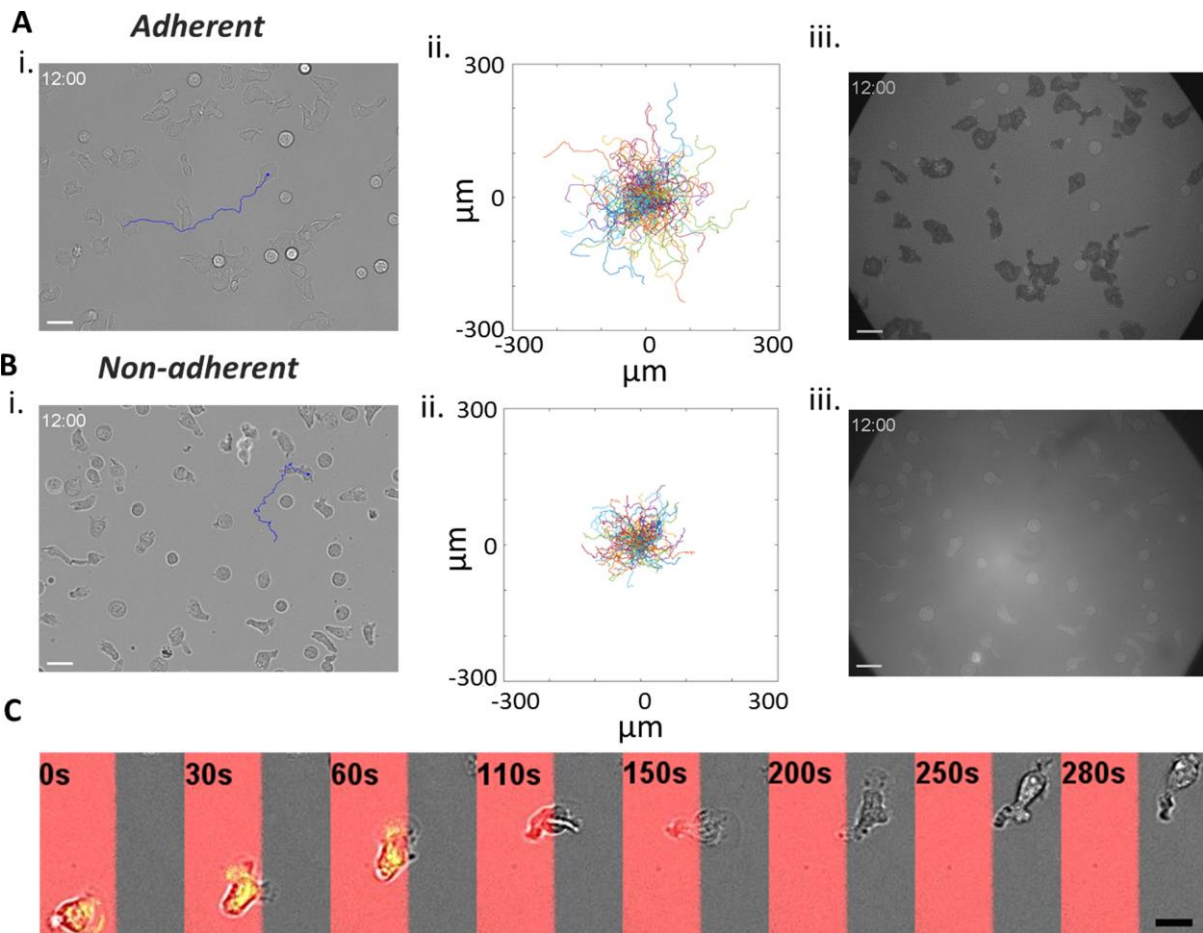 A
Adherent
i.
12:00
ii.
300
0
-300
µm
-300 0 300
µm
iii.
12:00
B
Non-adherent
i.
12:00
ii.
300
0
-300
µm
-300 0 300
µm
iii.
12:00
C
0s 30s 60s 110s 150s 200s 250s 280s